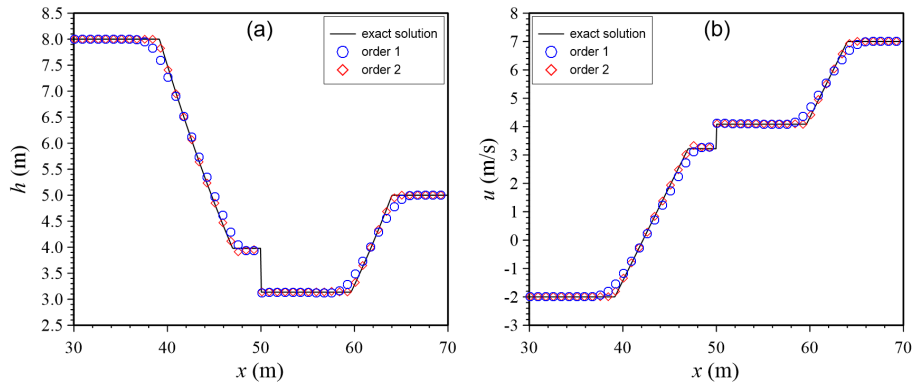 (a)
exact solution
order 1
order 2
h (m)
8.5
8.0
7.5
7.0
6.5
6.0
5.5
5.0
4.5
4.0
3.5
3.0
2.5
30 40 50 60 70
x (m)
(b)
exact solution
order 1
order 2
u (m/s)
8
7
6
5
4
3
2
1
0
-1
-2
-3
30 40 50 60 70
x (m)